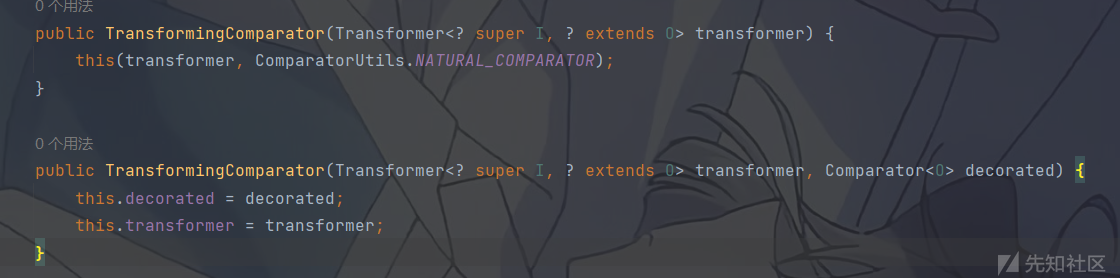 0 个用法
public TransformingComparator(Transformer<? super I, ? extends O> transformer) {
this(transformer, ComparatorUtils.NATURAL_COMPARATOR);
}
0 个用法
public TransformingComparator(Transformer<? super I, ? extends O> transformer, Comparator<O> decorated) {
this.decorated = decorated;
this.transformer = transformer;
}
先知社区